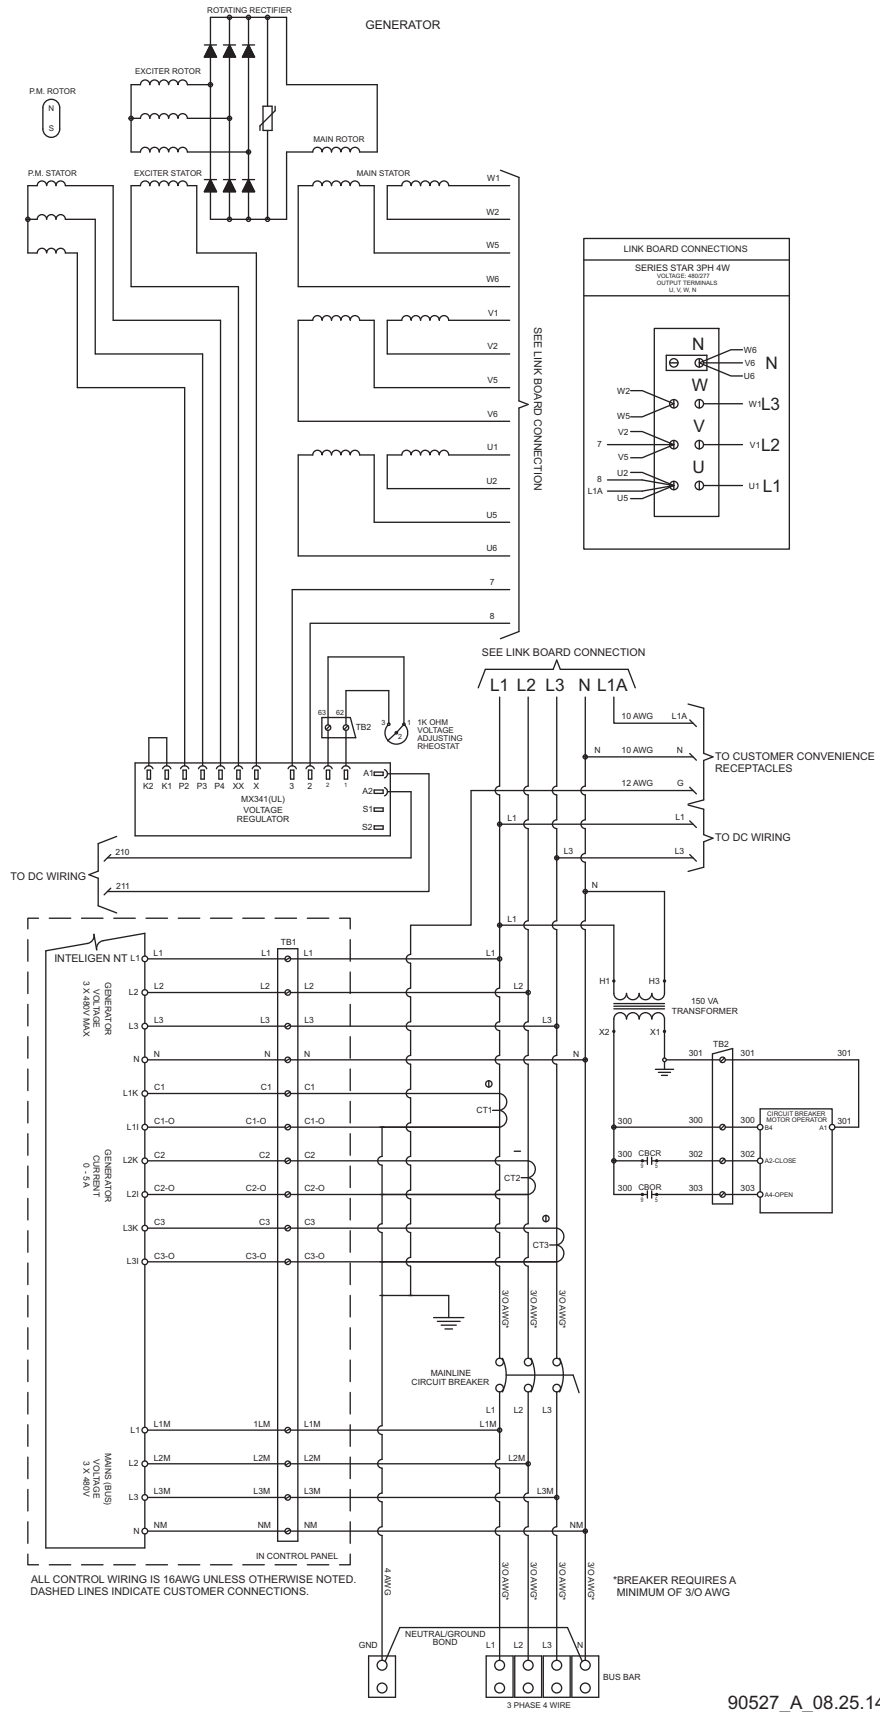 ROTATING RECTIFIER
GENERATOR
EXCITER ROTOR
P.M. ROTOR
N
S
MAIN ROTOR
P.M. STATOR
EXCITER STATOR
MAIN STATOR
W1
W2
W5
W6
V1
V2
V5
V6
U1
U2
U5
U6
7
8
SEE LINK BOARD CONNECTION
LINK BOARD CONNECTIONS
SERIES STAR 3PH 4W
VOLTAGE: 480/277
OUTPUT TERMINALS
U, V, W, N
N
W6
V6 N
U6
W
W2
W5
W1 L3
V
V2
7
V5
V1 L2
U
U2
8
L1A
U5
U1 L1
SEE LINK BOARD CONNECTION
L1 L2 L3 N L1A
63 62
TB2
3 1
2
1K OHM
VOLTAGE
ADJUSTING
RHEOSTAT
10 AWG L1A
N 10 AWG N
12 AWG G
TO CUSTOMER CONVENIENCE
RECEPTACLES
L1 L1
L3 L3
TO DC WIRING
K2 K1 P2 P3 P4 XX X 3 2 2 1
A1
A2
S1
S2
MX341(UL)
VOLTAGE
REGULATOR
210
211
TO DC WIRING
N
L1
TB1
INTELIGEN NT
L1 L1 L1 L1 L1
L2 L2 L2 L2 L2
L3 L3 L3 L3 L3
N N N N N
GENERATOR
VOLTAGE
3 X 480V MAX
L1K C1 C1 C1
L1I C1-O C1-O C1-O
CT1
L2K C2 C2 C2
L2I C2-O C2-O C2-O
CT2
L3K C3 C3 C3
L3I C3-O C3-O C3-O
CT3
GENERATOR
CURRENT
0 - 5 A
H1 H3
150 VA
TRANSFORMER
X2 X1
TB2
301 301 301
300 300 300
B4
CIRCUIT BREAKER
MOTOR OPERATOR
A1 301
300 CBCR 302 302
9 5
A2-CLOSE
300 CBOR 303 303
9 5
A4-OPEN
3/O AWG*
3/O AWG*
3/O AWG*
MAINLINE
CIRCUIT BREAKER
L1 L2 L3
L1 L1M 1LM L1M L1M
L2 L2M L2M L2M L2M
L3 L3M L3M L3M L3M
N NM NM NM NM
MAINS (BUS)
VOLTAGE
3 X 480V
IN CONTROL PANEL
ALL CONTROL WIRING IS 16AWG UNLESS OTHERWISE NOTED.
DASHED LINES INDICATE CUSTOMER CONNECTIONS.
4 AWG
3/O AWG*
3/O AWG*
3/O AWG*
3/O AWG*
*BREAKER REQUIRES A
MINIMUM OF 3/O AWG
NEUTRAL/GROUND
BOND
GND L1 L2 L3 N
BUS BAR
3 PHASE 4 WIRE
90527_A_08.25.14